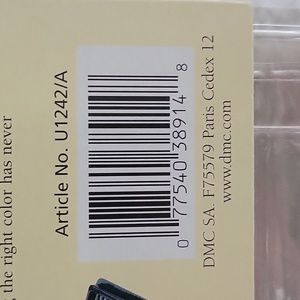 g the right color has never
Article No. U1242/A
0 77540 38914 8
DMC SA. F75579 Paris Cedex 12
www.dmc.com